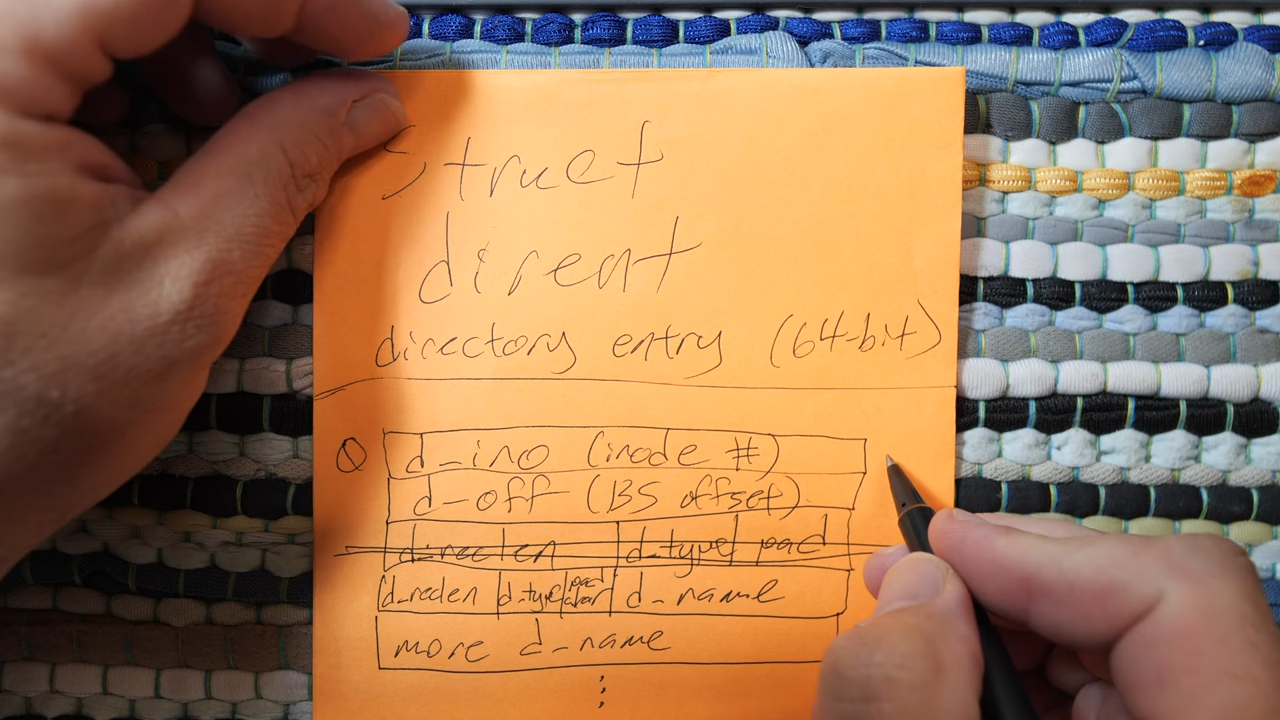 struct
dirent
directory entry (64-bit)
0 d_ino (inode #)
d_off (BS offset)
d_reclen d_type pad
d_reclen d_type pad char d_name
more d_name
⋮